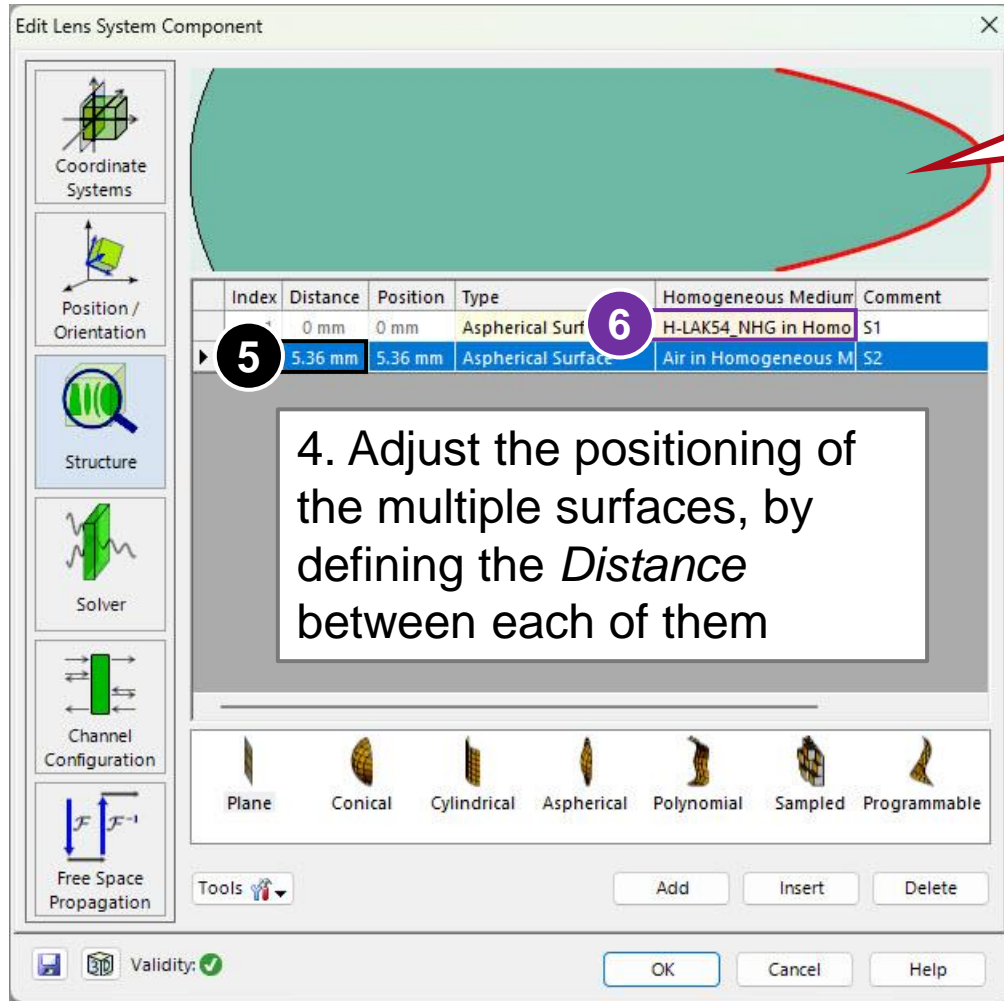 Edit Lens System Component
Coordinate
Systems
Position /
Orientation
Structure
Solver
Channel
Configuration
ℱ ℱ⁻¹
Free Space
Propagation
Index Distance Position Type Homogeneous Medium Comment
1 0 mm 0 mm Aspherical Surf 6 H-LAK54_NHG in Homo S1
5 5.36 mm 5.36 mm Aspherical Surface Air in Homogeneous M S2
4. Adjust the positioning of
the multiple surfaces, by
defining the Distance
between each of them
Plane Conical Cylindrical Aspherical Polynomial Sampled Programmable
Tools Add Insert Delete
3D Validity: OK Cancel Help